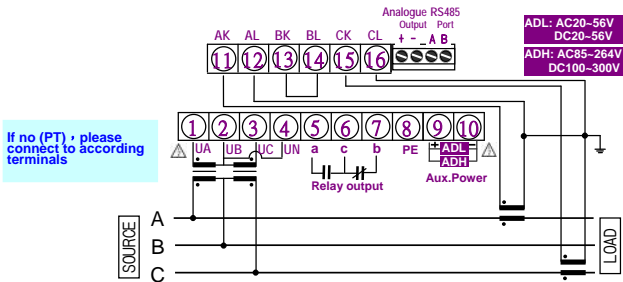 Analogue RS485
Output Port
AK AL BK BL CK CL + - _ A B
11 12 13 14 15 16
ADL: AC20~56V
DC20~56V
ADH: AC85~264V
DC100~300V
If no (PT)，please
connect to according
terminals
1 2 3 4 5 6 7 8 9 10
UA UB UC UN a c b PE + ADL -
ADH
Relay output
Aux.Power
SOURCE
A
B
C
LOAD